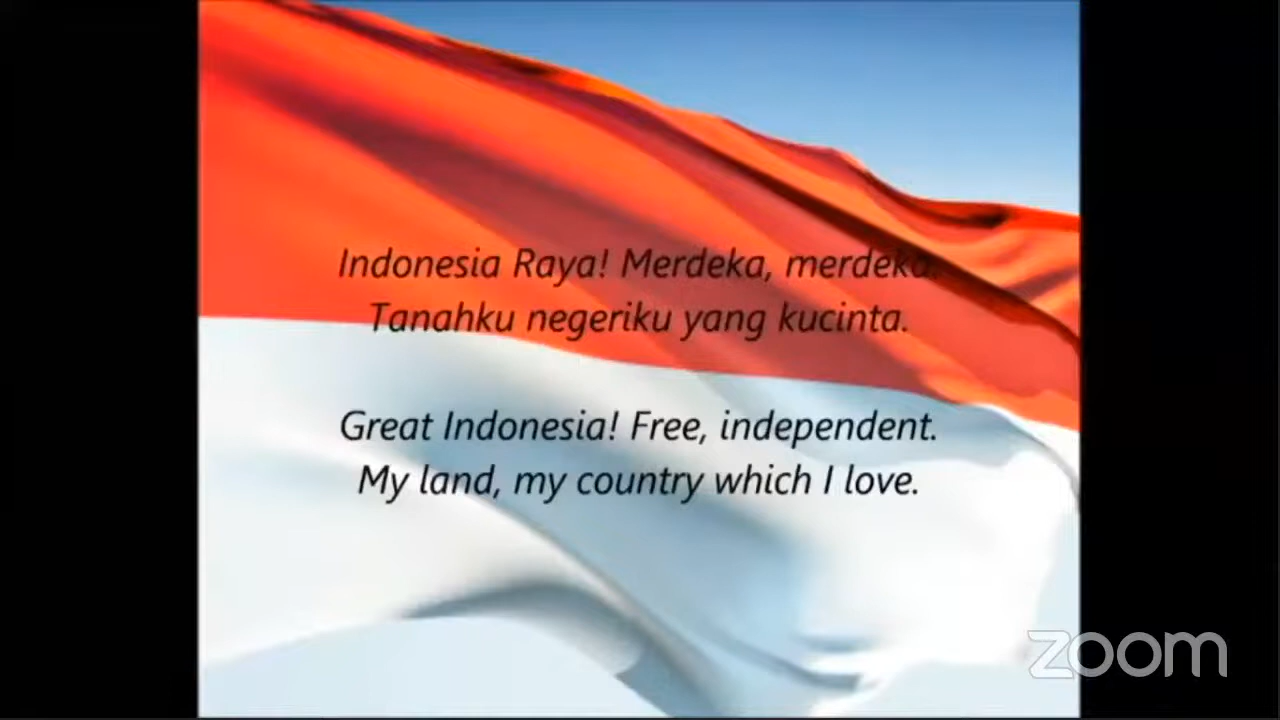 Indonesia Raya! Merdeka, merdeka.
Tanahku negeriku yang kucinta.
Great Indonesia! Free, independent.
My land, my country which I love.
zoom